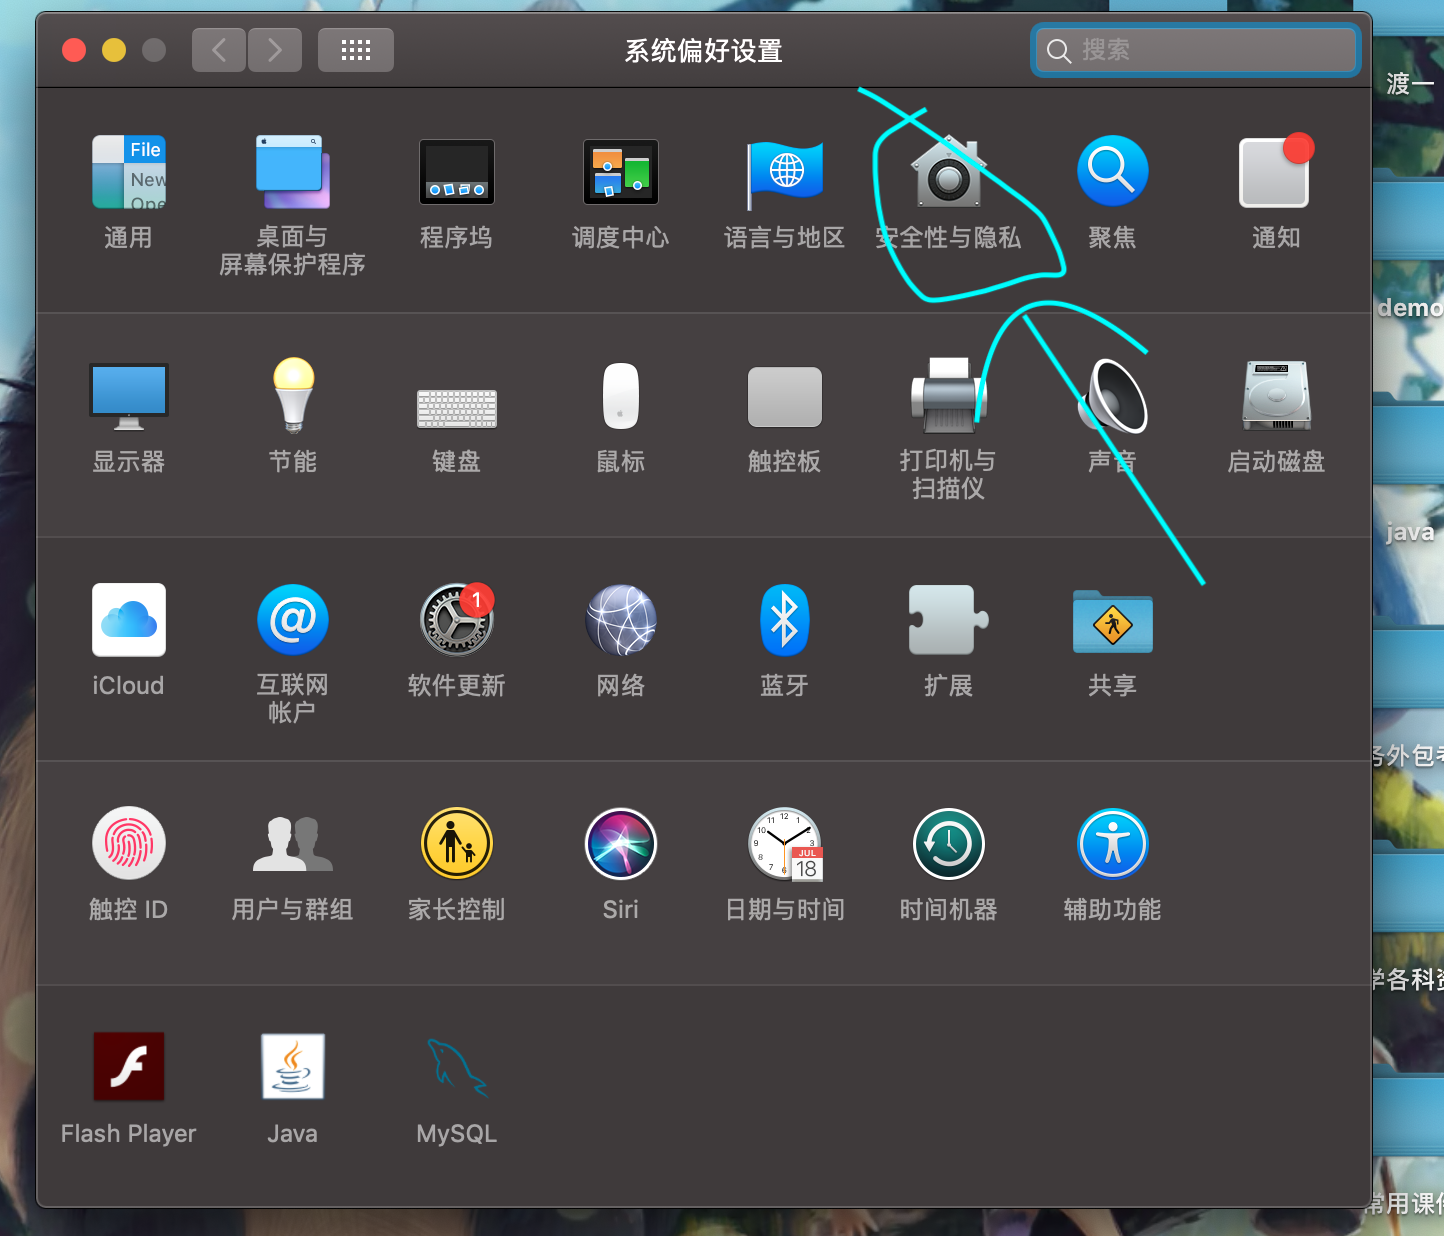 系统偏好设置
搜索
File
New
Ope
通用
桌面与
屏幕保护程序
程序坞
调度中心
语言与地区
安全性与隐私
聚焦
通知
显示器
节能
键盘
鼠标
触控板
打印机与
扫描仪
声音
启动磁盘
iCloud
互联网
帐户
1
软件更新
网络
蓝牙
扩展
共享
触控 ID
用户与群组
家长控制
Siri
JUL
18
日期与时间
时间机器
辅助功能
Flash Player
Java
MySQL
渡一
demo
java
务外包考
学各科资
常用课件